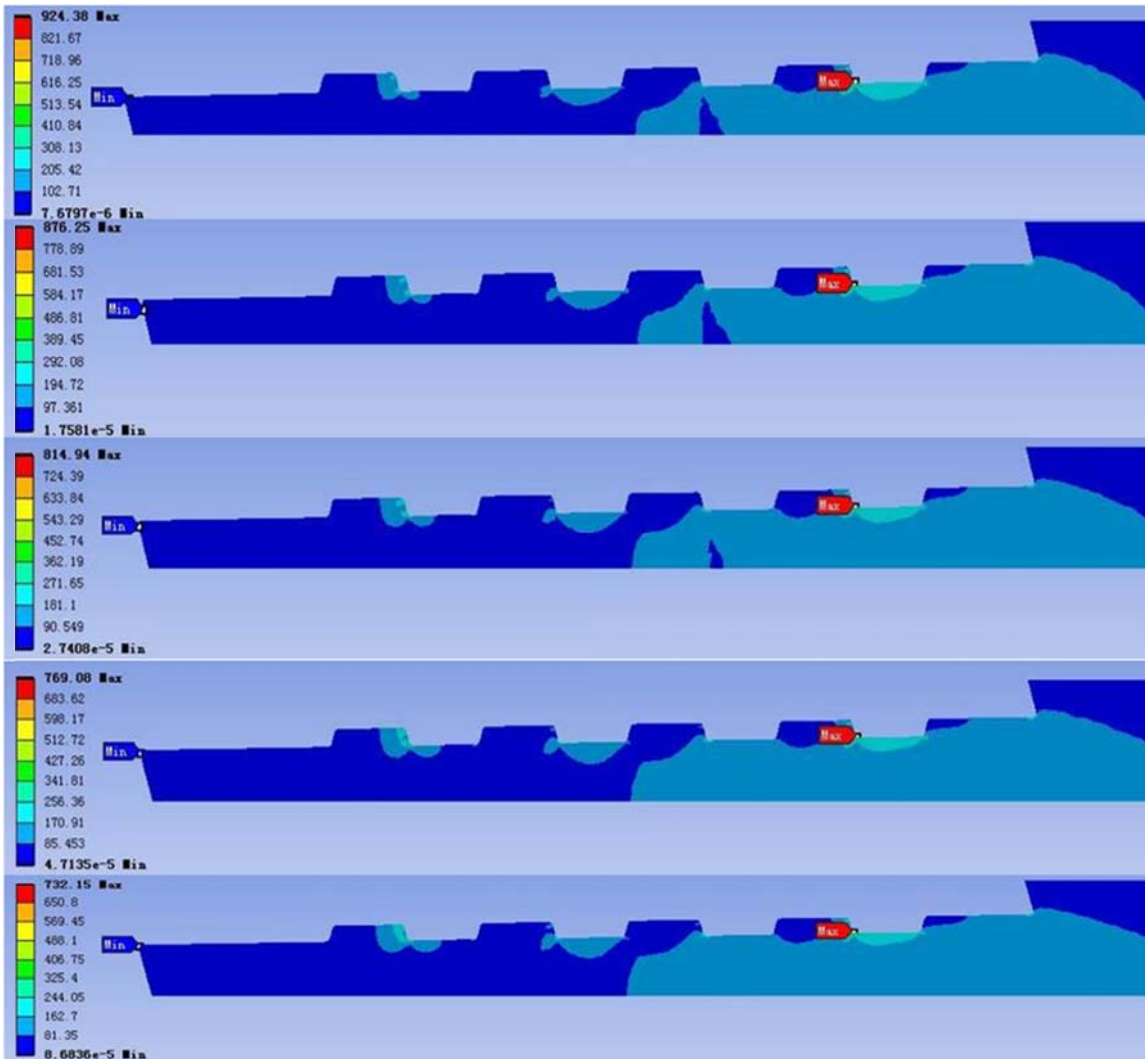 924.38 Max
821.67
718.96
616.25
513.54
410.84
308.13
205.42
102.71
7.6797e-6 Min
Min
Max
876.25 Max
778.89
681.53
584.17
486.81
389.45
292.08
194.72
97.361
1.7581e-5 Min
Min
Max
814.94 Max
724.39
633.84
543.29
452.74
362.19
271.65
181.1
90.549
2.7408e-5 Min
Min
Max
769.08 Max
683.62
598.17
512.72
427.26
341.81
256.36
170.91
85.453
4.7135e-5 Min
Min
Max
732.15 Max
650.8
569.45
488.1
406.75
325.4
244.05
162.7
81.35
8.6836e-5 Min
Min
Max